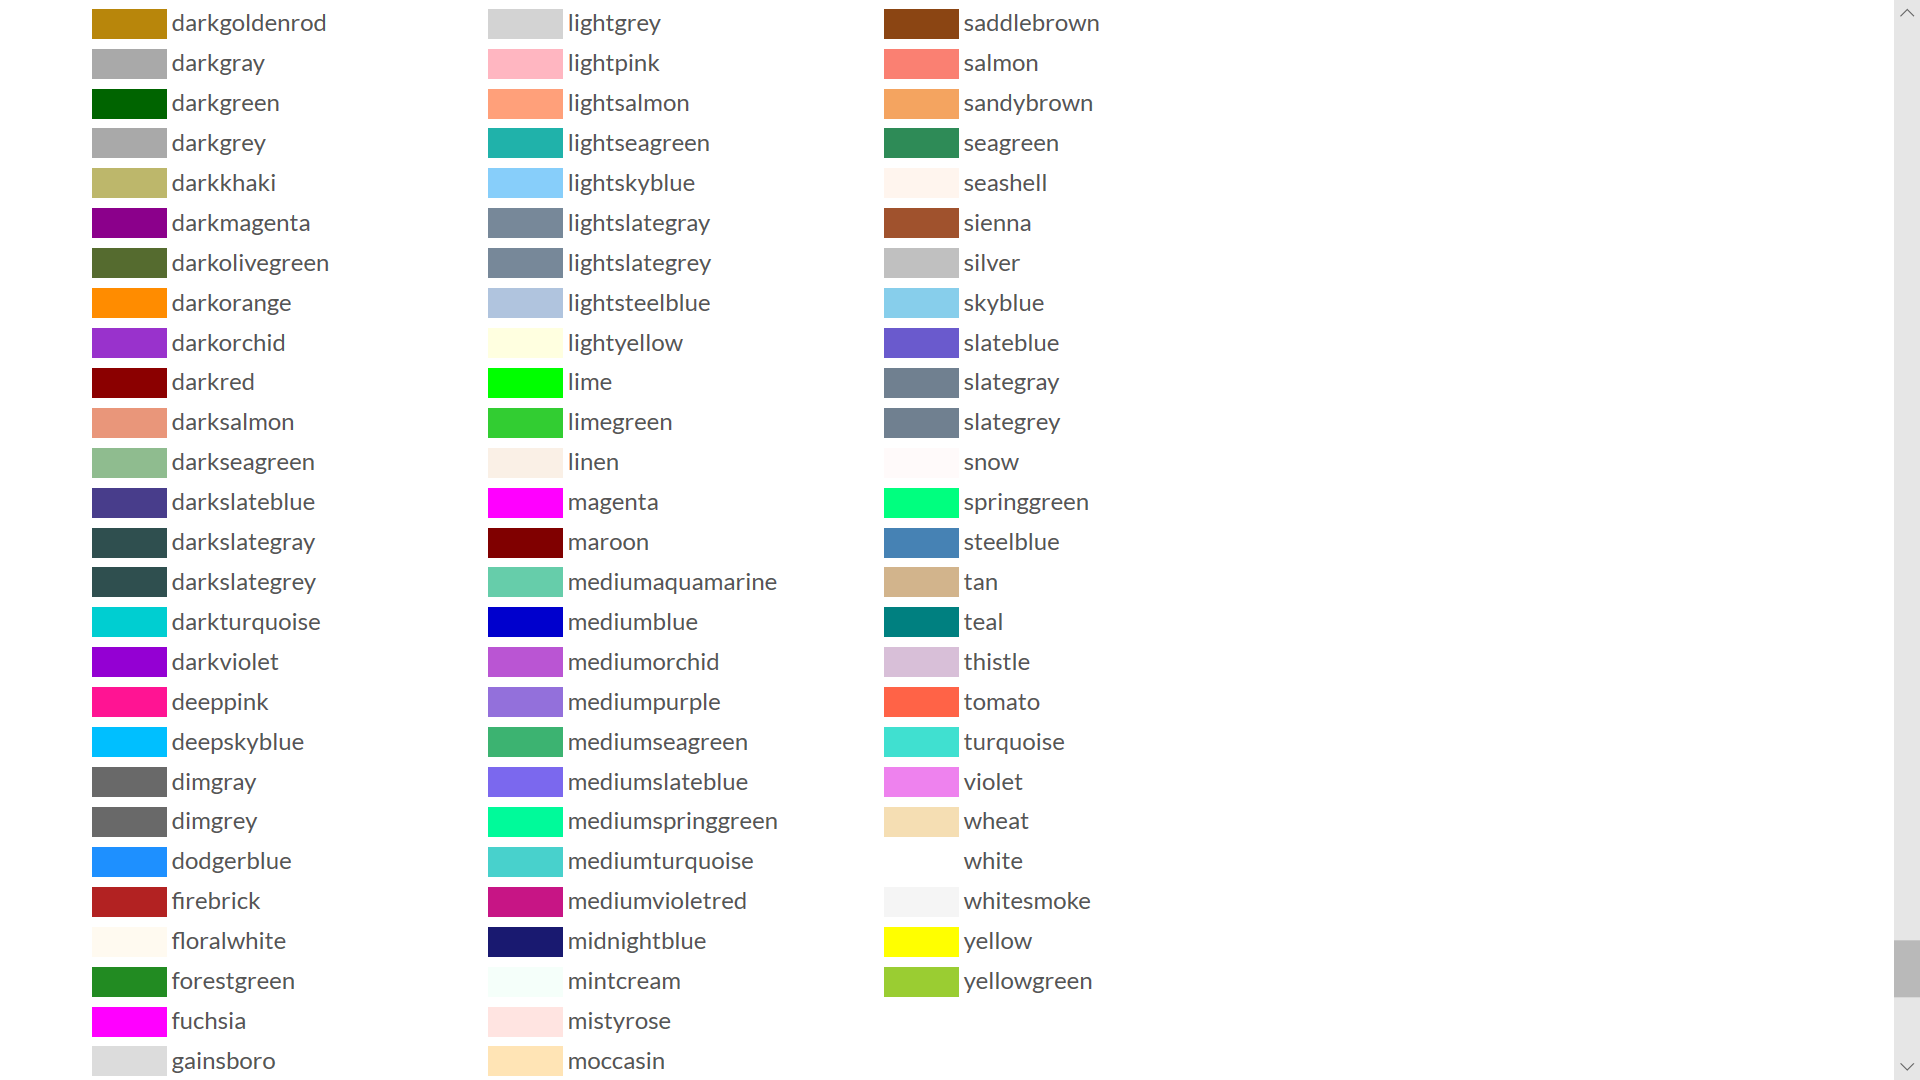 darkgoldenrod
darkgray
darkgreen
darkgrey
darkkhaki
darkmagenta
darkolivegreen
darkorange
darkorchid
darkred
darksalmon
darkseagreen
darkslateblue
darkslategray
darkslategrey
darkturquoise
darkviolet
deeppink
deepskyblue
dimgray
dimgrey
dodgerblue
firebrick
floralwhite
forestgreen
fuchsia
gainsboro
lightgrey
lightpink
lightsalmon
lightseagreen
lightskyblue
lightslategray
lightslategrey
lightsteelblue
lightyellow
lime
limegreen
linen
magenta
maroon
mediumaquamarine
mediumblue
mediumorchid
mediumpurple
mediumseagreen
mediumslateblue
mediumspringgreen
mediumturquoise
mediumvioletred
midnightblue
mintcream
mistyrose
moccasin
saddlebrown
salmon
sandybrown
seagreen
seashell
sienna
silver
skyblue
slateblue
slategray
slategrey
snow
springgreen
steelblue
tan
teal
thistle
tomato
turquoise
violet
wheat
white
whitesmoke
yellow
yellowgreen